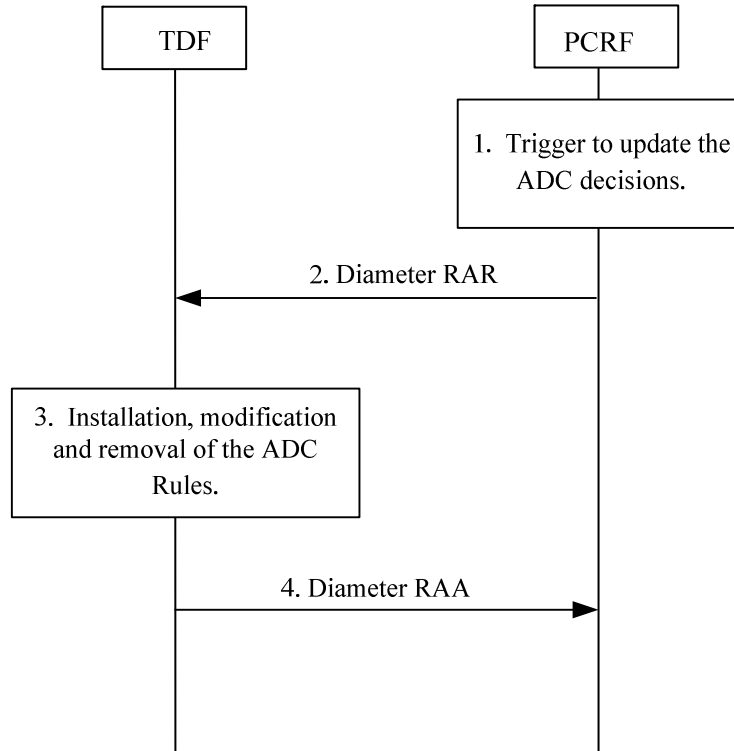 TDF
PCRF
1. Trigger to update the
ADC decisions.
2. Diameter RAR
3. Installation, modification
and removal of the ADC
Rules.
4. Diameter RAA